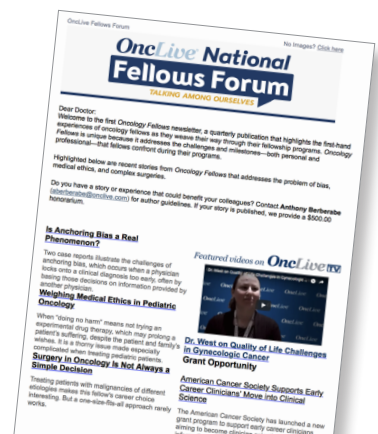 OncLive Fellows Forum
No Images? Click here
OncLive National
Fellows Forum
TALKING AMONG OURSELVES
Dear Doctor:
Welcome to the first Oncology Fellows newsletter, a quarterly publication that highlights the first-hand
experiences of oncology fellows as they weave their way through their fellowship programs. Oncology
Fellows is unique because it addresses the challenges and milestones—both personal and
professional—that fellows confront during their programs.
Highlighted below are recent stories from Oncology Fellows that address the problem of bias,
medical ethics, and complex surgeries.
Do you have a story or experience that could benefit your colleagues? Contact Anthony Berberabe
(aberberabe@onclive.com) for author guidelines. If your story is published, we provide a $500.00
honorarium.
Is Anchoring Bias a Real
Phenomenon?
Two case reports illustrate the challenges of
anchoring bias, which occurs when a physician
locks onto a clinical diagnosis too early, often by
basing those decisions on information provided by
another physician.
Weighing Medical Ethics in Pediatric
Oncology
When "doing no harm" means not trying an
experimental drug therapy, which may prolong a
patient's suffering, despite the patient and family's
wishes. It is a thorny issue made especially
complicated when treating pediatric patients.
Surgery in Oncology Is Not Always a
Simple Decision
Treating patients with malignancies of different
etiologies makes this fellow's career choice
interesting. But a one-size-fits-all approach rarely
works.
Featured videos on OncLive TV
Dr. West on Quality of Life Challenges
in Gynecologic Cancer
Grant Opportunity
American Cancer Society Supports Early
Career Clinicians' Move into Clinical
Science
The American Cancer Society has launched a new
grant program to support early career clinicians